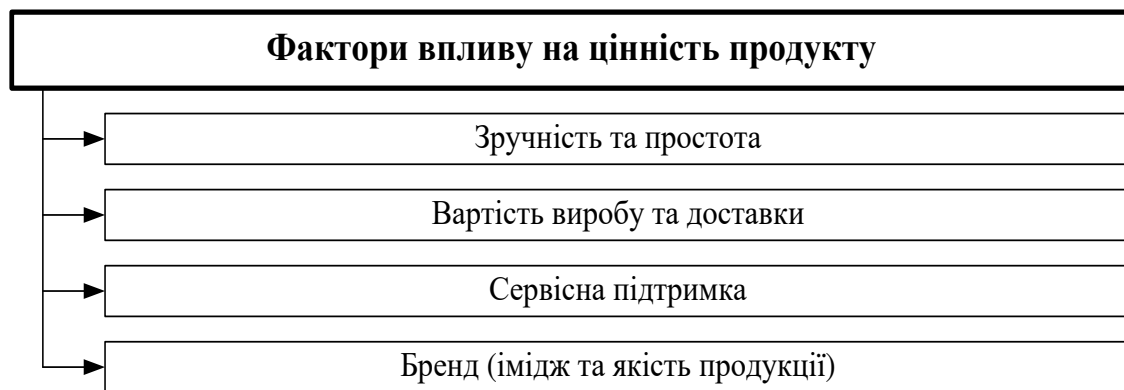 Фактори впливу на цінність продукту
Зручність та простота
Вартість виробу та доставки
Сервісна підтримка
Бренд (імідж та якість продукції)